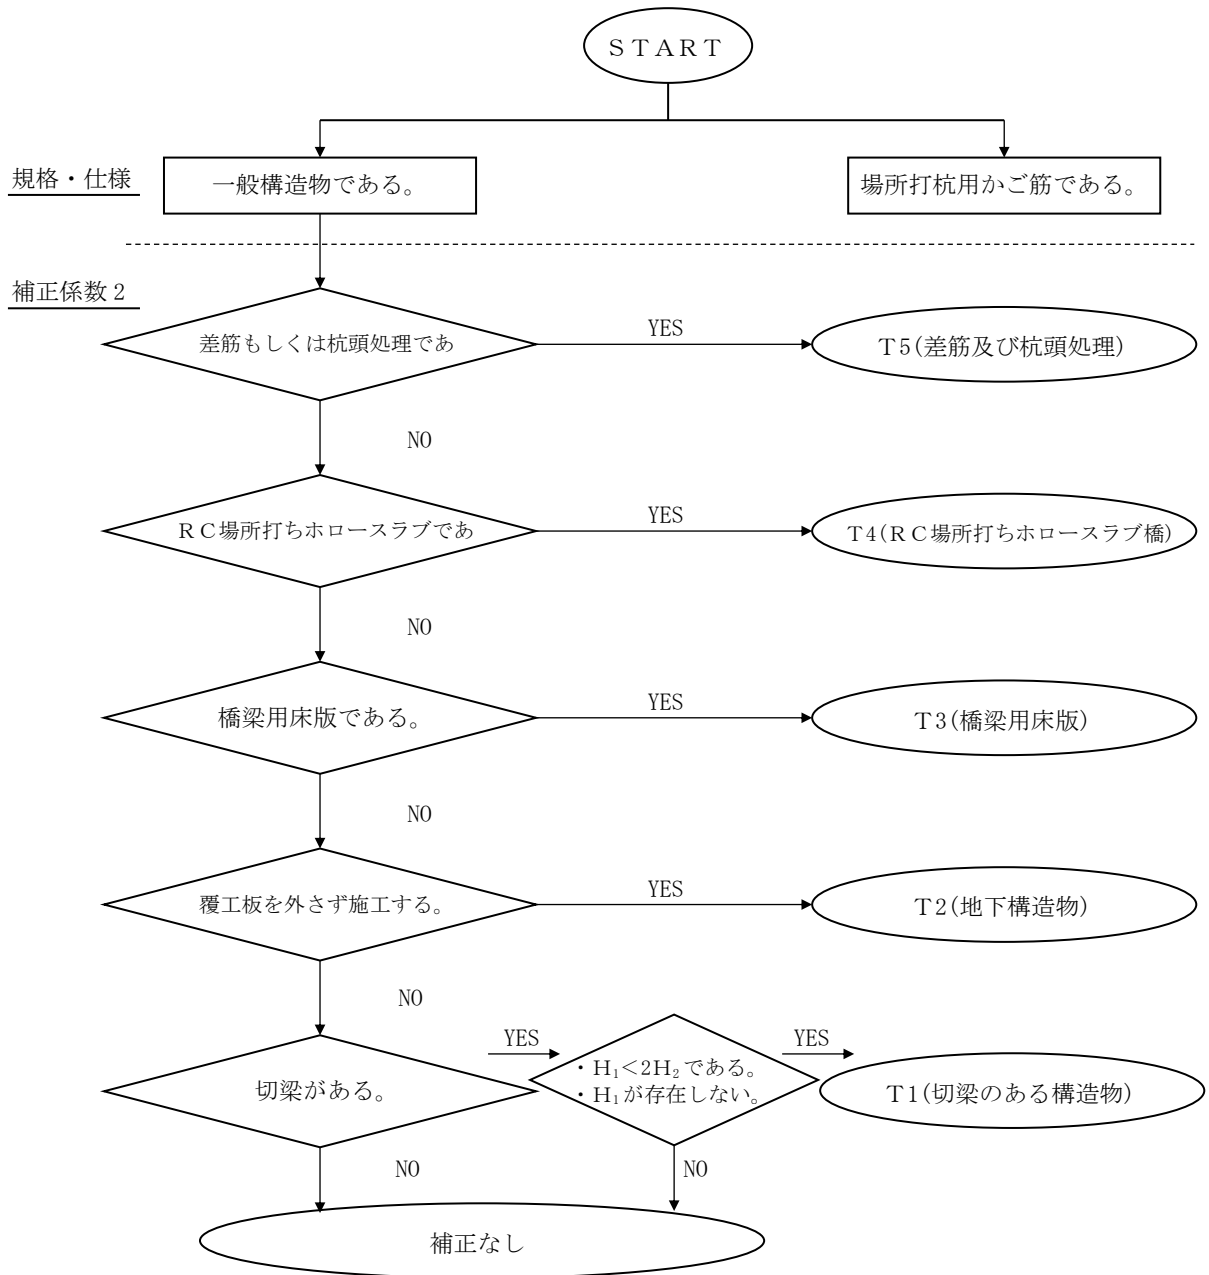 ＳＴＡＲＴ
規格・仕様
一般構造物である。
場所打杭用かご筋である。
補正係数２
差筋もしくは杭頭処理であ
YES
Ｔ5(差筋及び杭頭処理)
NO
ＲＣ場所打ちホロースラブであ
YES
Ｔ4(ＲＣ場所打ちホロースラブ橋)
NO
橋梁用床版である。
YES
Ｔ3(橋梁用床版)
NO
覆工板を外さず施工する。
YES
Ｔ2(地下構造物)
NO
切梁がある。
YES
・Ｈ₁＜2Ｈ₂である。
・Ｈ₁が存在しない。
YES
Ｔ1(切梁のある構造物)
NO
NO
補正なし